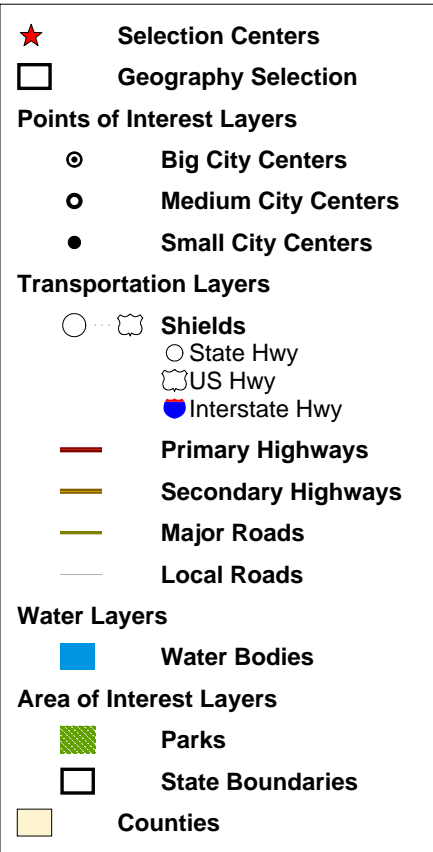 Selection Centers
Geography Selection
Points of Interest Layers
Big City Centers
Medium City Centers
Small City Centers
Transportation Layers
Shields
State Hwy
US Hwy
Interstate Hwy
Primary Highways
Secondary Highways
Major Roads
Local Roads
Water Layers
Water Bodies
Area of Interest Layers
Parks
State Boundaries
Counties